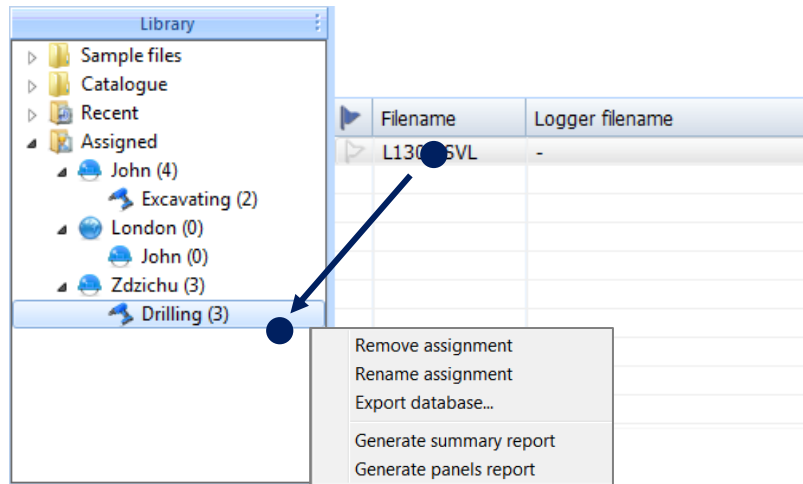 Library
Sample files
Catalogue
Recent
Assigned
John (4)
Excavating (2)
London (0)
John (0)
Zdzichu (3)
Drilling (3)
Filename Logger filename
-
Remove assignment
Rename assignment
Export database...
Generate summary report
Generate panels report